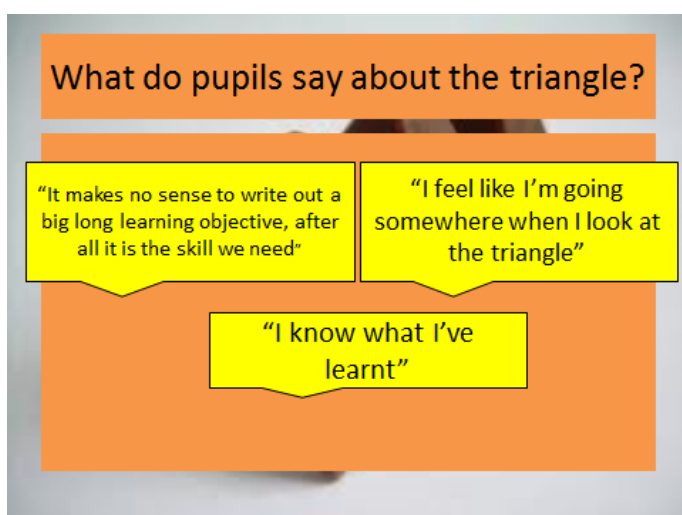 What do pupils say about the triangle?
“It makes no sense to write out a
big long learning objective, after
all it is the skill we need”
“I feel like I’m going
somewhere when I look at
the triangle”
“I know what I’ve
learnt”